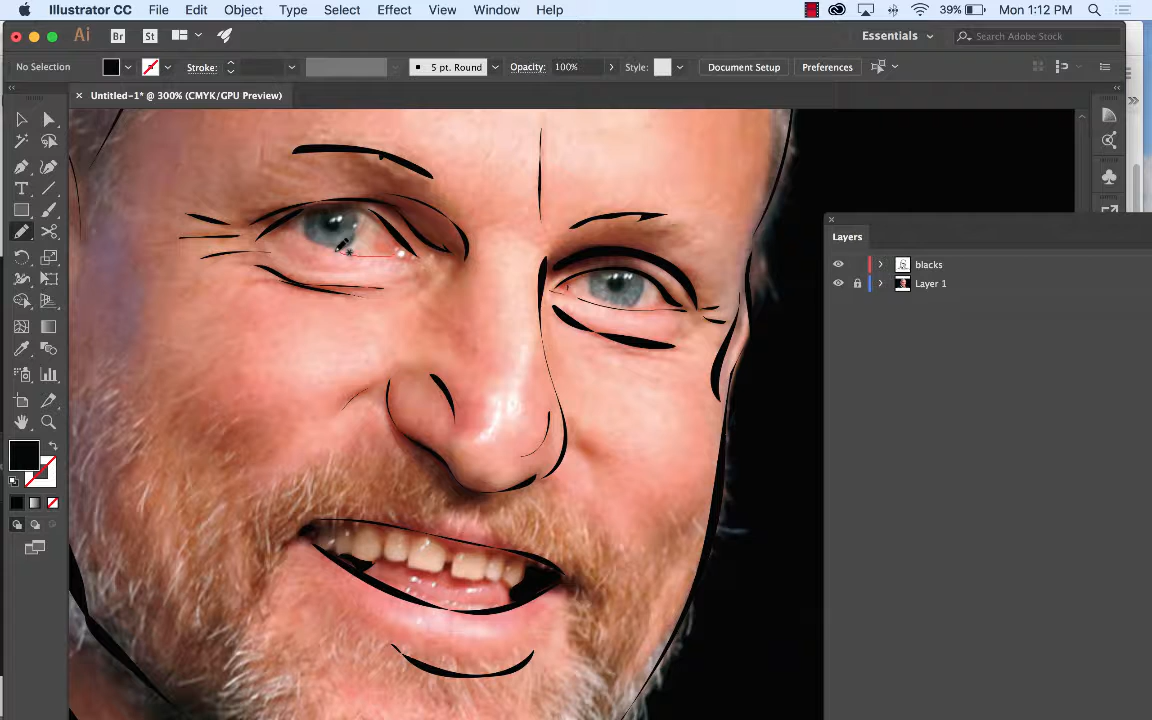 Illustrator CC File Edit Object Type Select Effect View Window Help 39% Mon 1:12 PM
Ai Br St Essentials Search Adobe Stock
No Selection Stroke: 5 pt. Round Opacity: 100% Style: Document Setup Preferences
× Untitled-1* @ 300% (CMYK/GPU Preview)
Layers
blacks
Layer 1